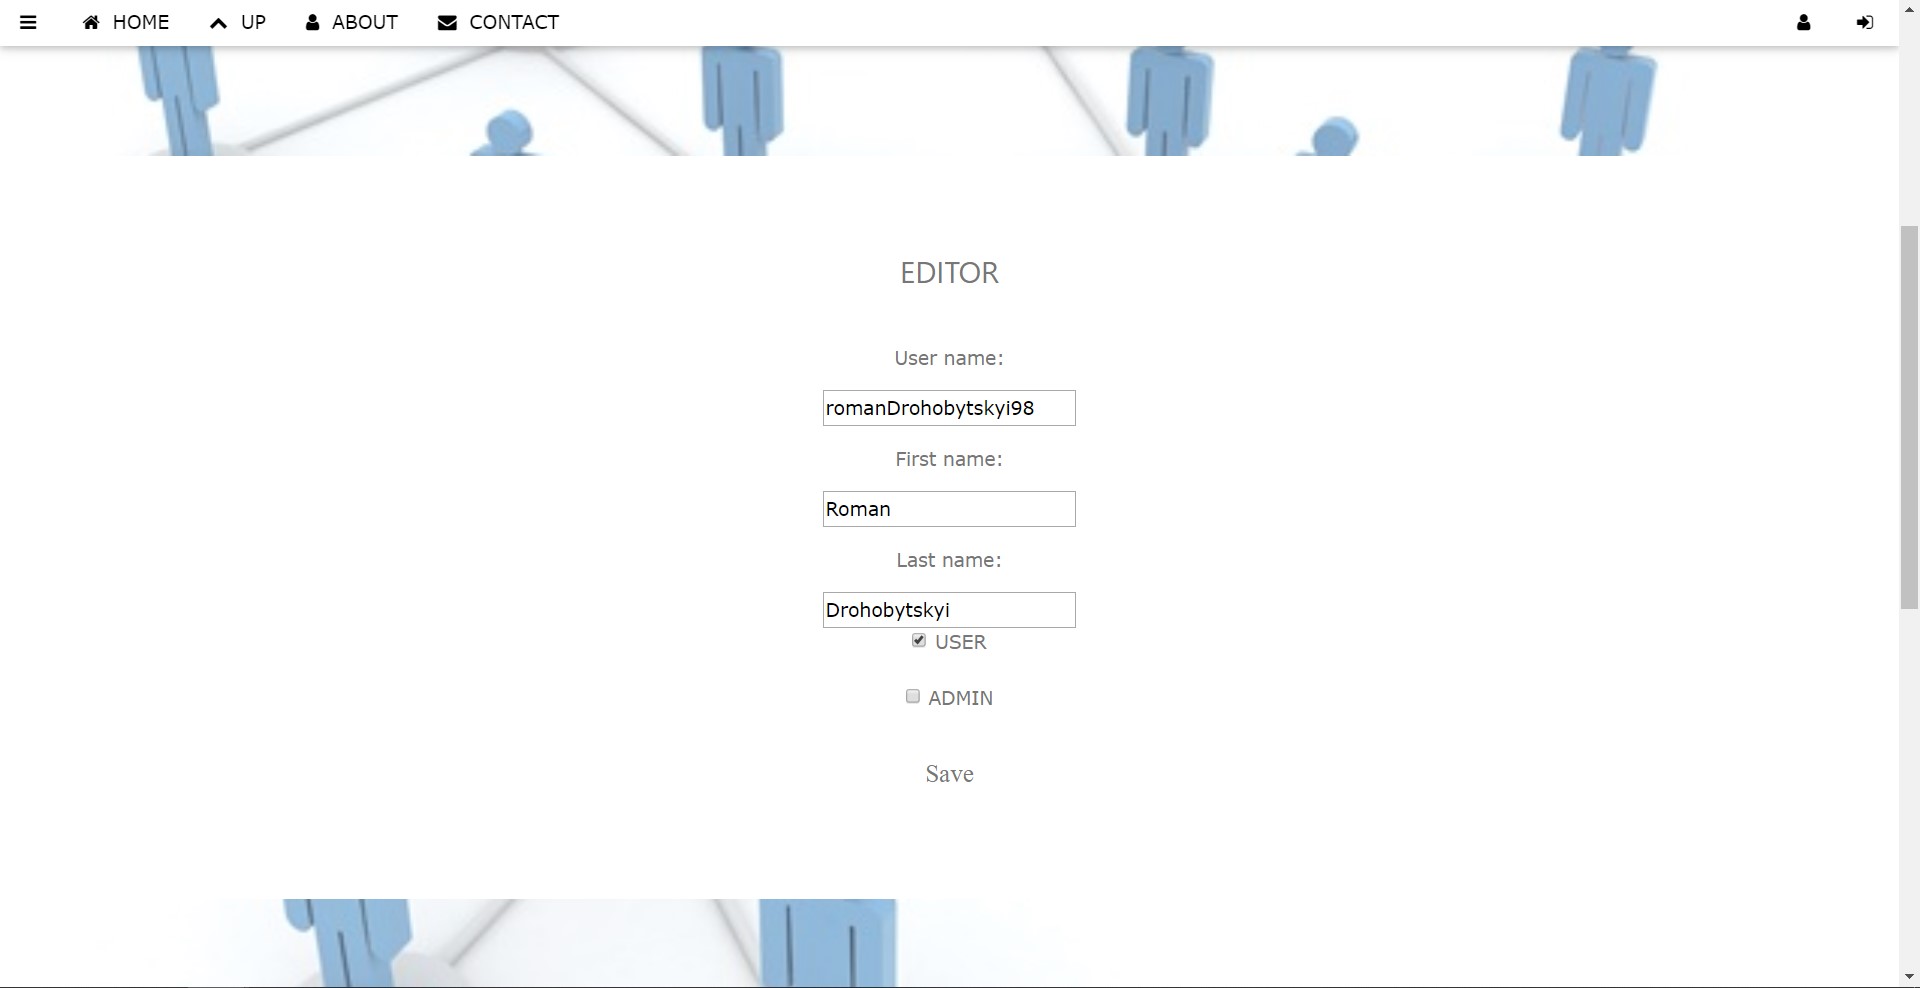 HOME UP ABOUT CONTACT
EDITOR
User name:
romanDrohobytskyi98
First name:
Roman
Last name:
Drohobytskyi
USER
ADMIN
Save